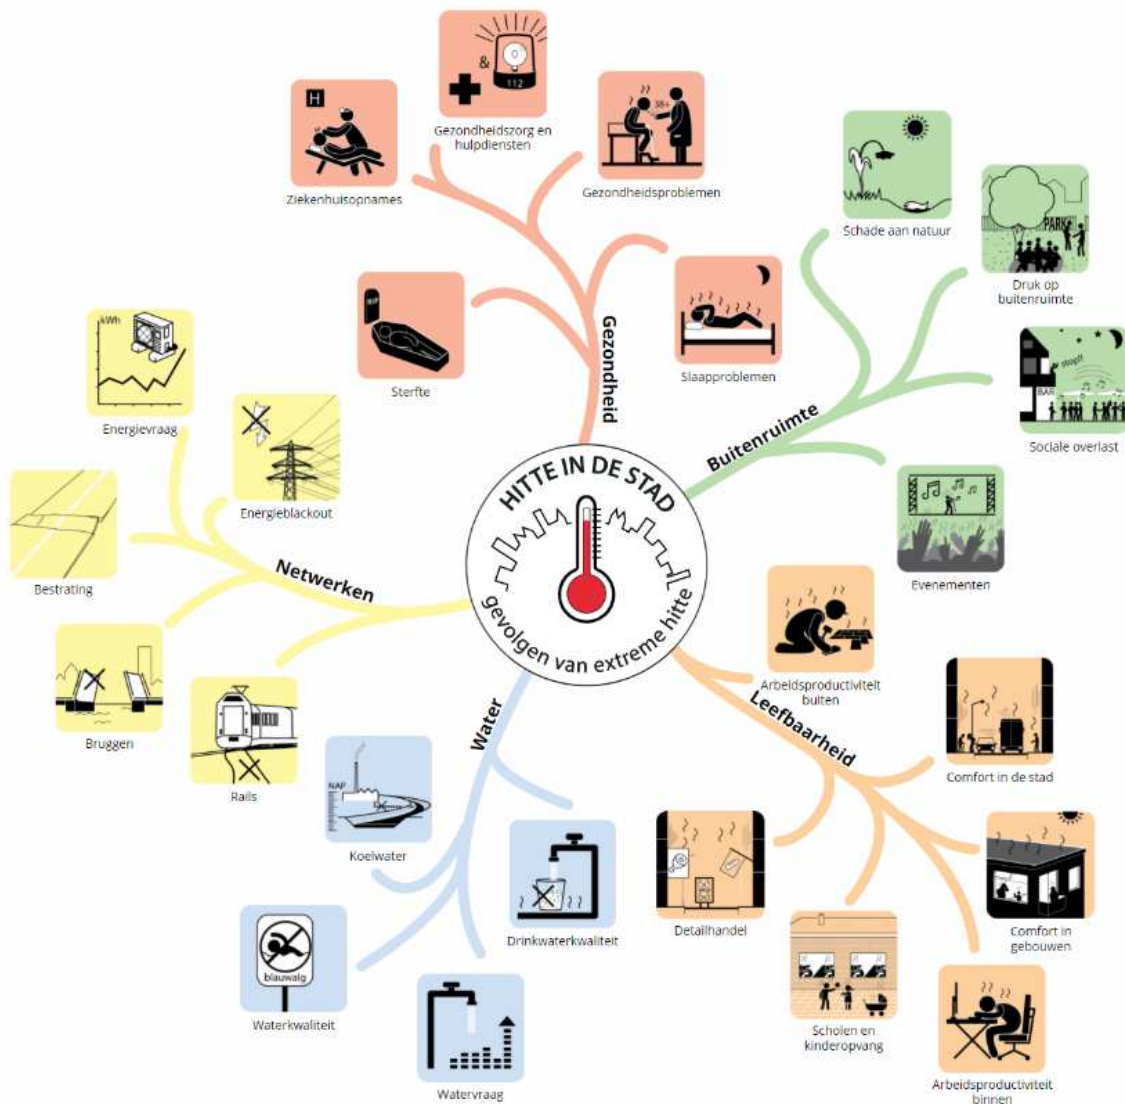 HITTE IN DE STAD
gevolgen van extreme hitte
Gezondheid
H
Ziekenhuisopnames
&
112
Gezondheidszorg en
hulpdiensten
38+
Gezondheidsproblemen
RIP
Sterfte
Slaapproblemen
Buitenruimte
Schade aan natuur
PARK
Druk op
buitenruimte
stop!!
BAR
Sociale overlast
Evenementen
Leefbaarheid
Arbeidsproductiviteit
buiten
Comfort in de stad
Comfort in
gebouwen
Arbeidsproductiviteit
binnen
Scholen en
kinderopvang
Detailhandel
Water
Drinkwaterkwaliteit
Watervraag
blauwalg
Waterkwaliteit
NAP
Koelwater
Netwerken
kWh
Energievraag
Energieblackout
Bestrating
Bruggen
Rails